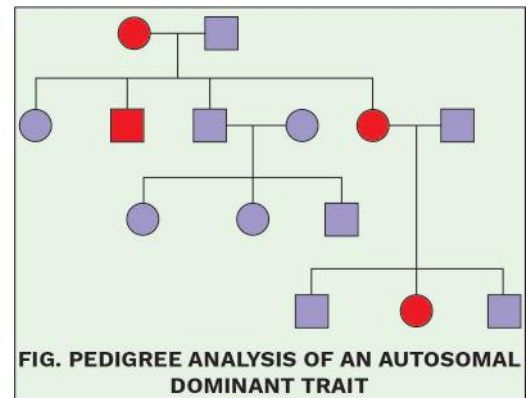 FIG. PEDIGREE ANALYSIS OF AN AUTOSOMAL
DOMINANT TRAIT